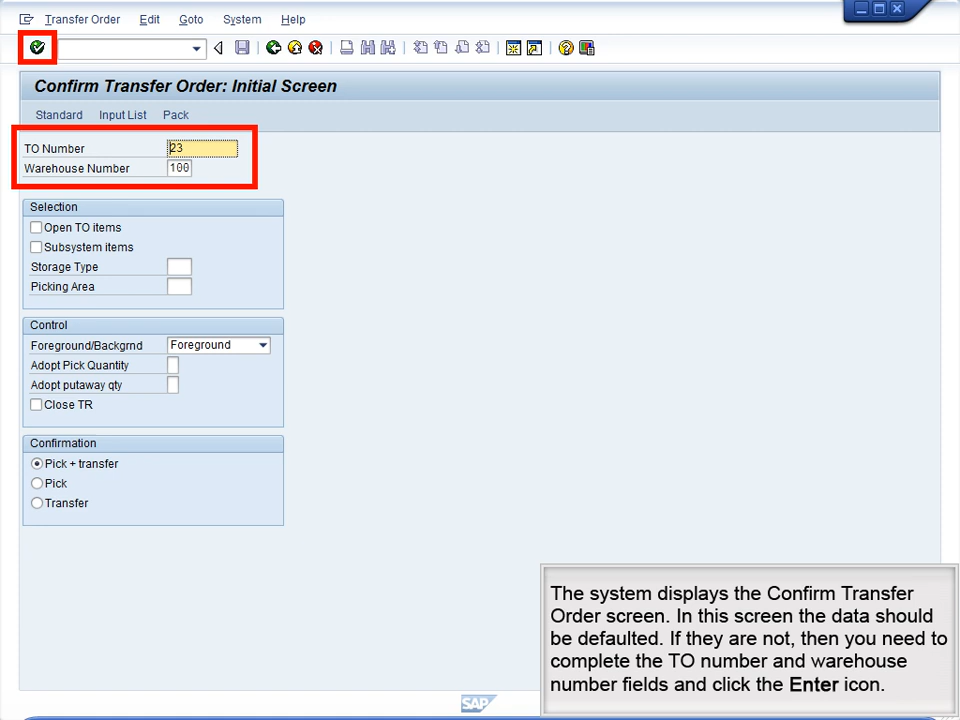 Transfer Order Edit Goto System Help
Confirm Transfer Order: Initial Screen
Standard Input List Pack
TO Number 23
Warehouse Number 100
Selection
Open TO items
Subsystem items
Storage Type
Picking Area
Control
Foreground/Backgrnd Foreground
Adopt Pick Quantity
Adopt putaway qty
Close TR
Confirmation
Pick + transfer
Pick
Transfer
The system displays the Confirm Transfer
Order screen. In this screen the data should
be defaulted. If they are not, then you need to
complete the TO number and warehouse
number fields and click the Enter icon.
SAP